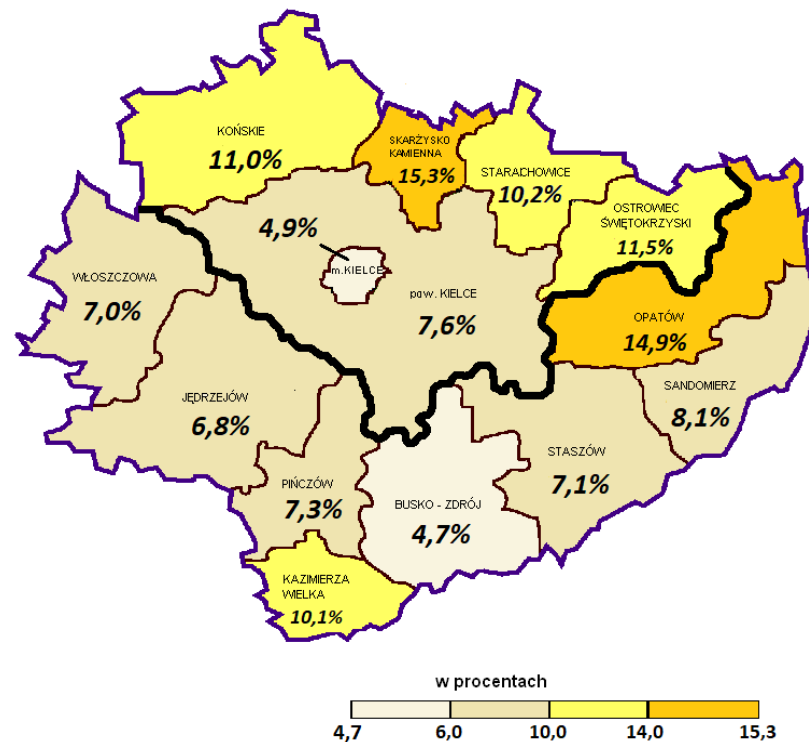 KOŃSKIE
11,0%
SKARŻYSKO
KAMIENNA
15,3%
STARACHOWICE
10,2%
OSTROWIEC
ŚWIĘTOKRZYSKI
11,5%
4,9%
m.KIELCE
WŁOSZCZOWA
7,0%
pow. KIELCE
7,6%
OPATÓW
14,9%
JĘDRZEJÓW
6,8%
SANDOMIERZ
8,1%
STASZÓW
7,1%
PIŃCZÓW
7,3%
BUSKO - ZDRÓJ
4,7%
KAZIMIERZA
WIELKA
10,1%
w procentach
4,7 6,0 10,0 14,0 15,3